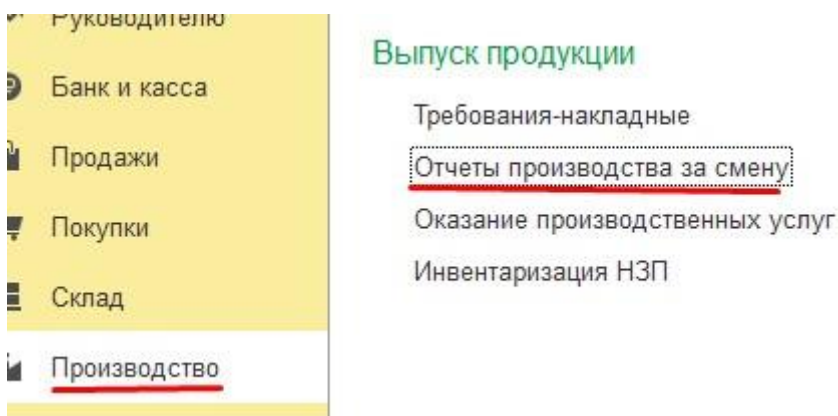 Руководителю
Банк и касса
Продажи
Покупки
Склад
Производство
Выпуск продукции
Требования-накладные
Отчеты производства за смену
Оказание производственных услуг
Инвентаризация НЗП